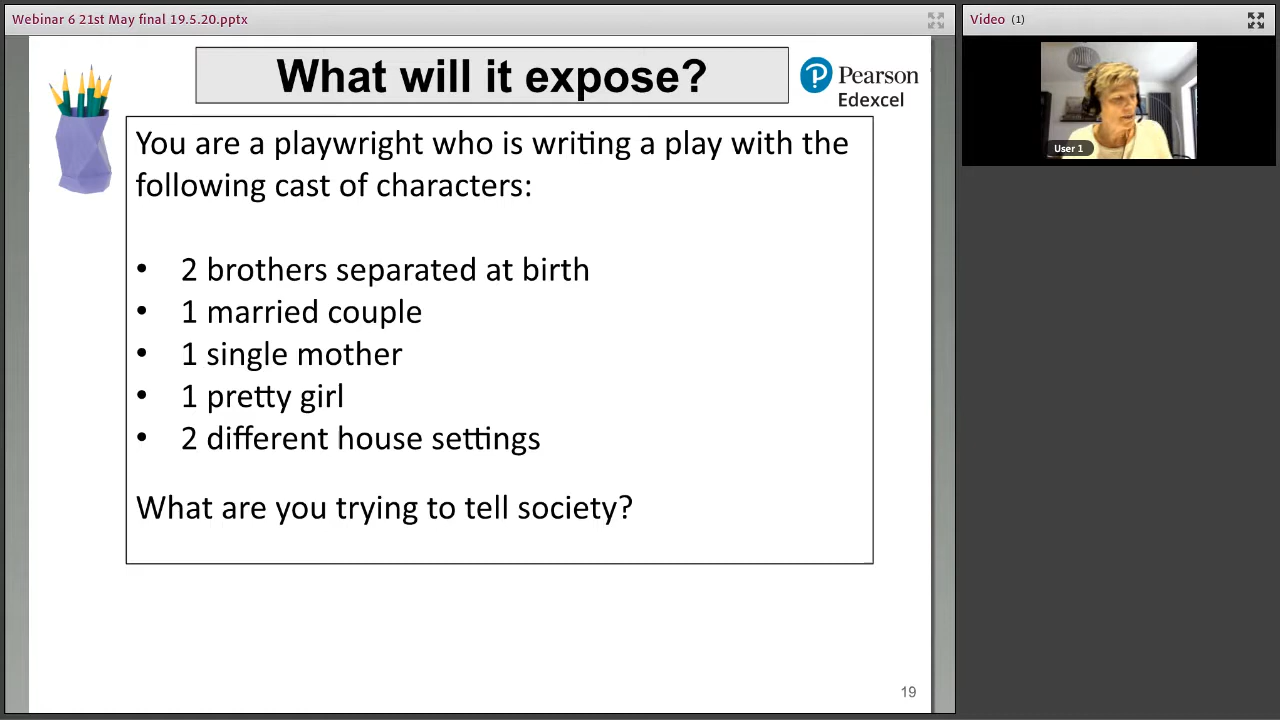 Webinar 6 21st May final 19.5.20.pptx
Video (1)
What will it expose?
Pearson
Edexcel
User 1
You are a playwright who is writing a play with the
following cast of characters:
• 2 brothers separated at birth
• 1 married couple
• 1 single mother
• 1 pretty girl
• 2 different house settings
What are you trying to tell society?
19